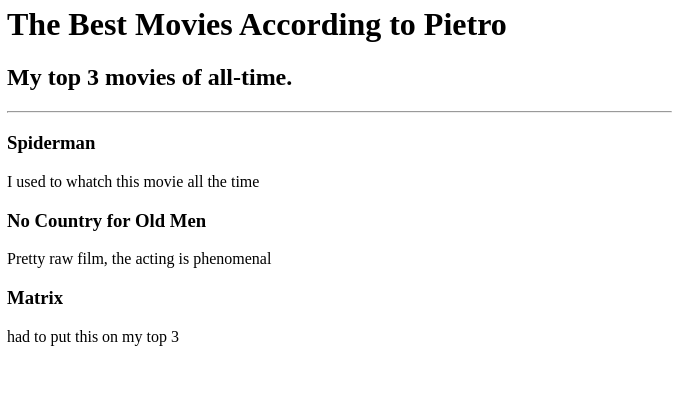 The Best Movies According to Pietro
My top 3 movies of all-time.
Spiderman
I used to whatch this movie all the time
No Country for Old Men
Pretty raw film, the acting is phenomenal
Matrix
had to put this on my top 3